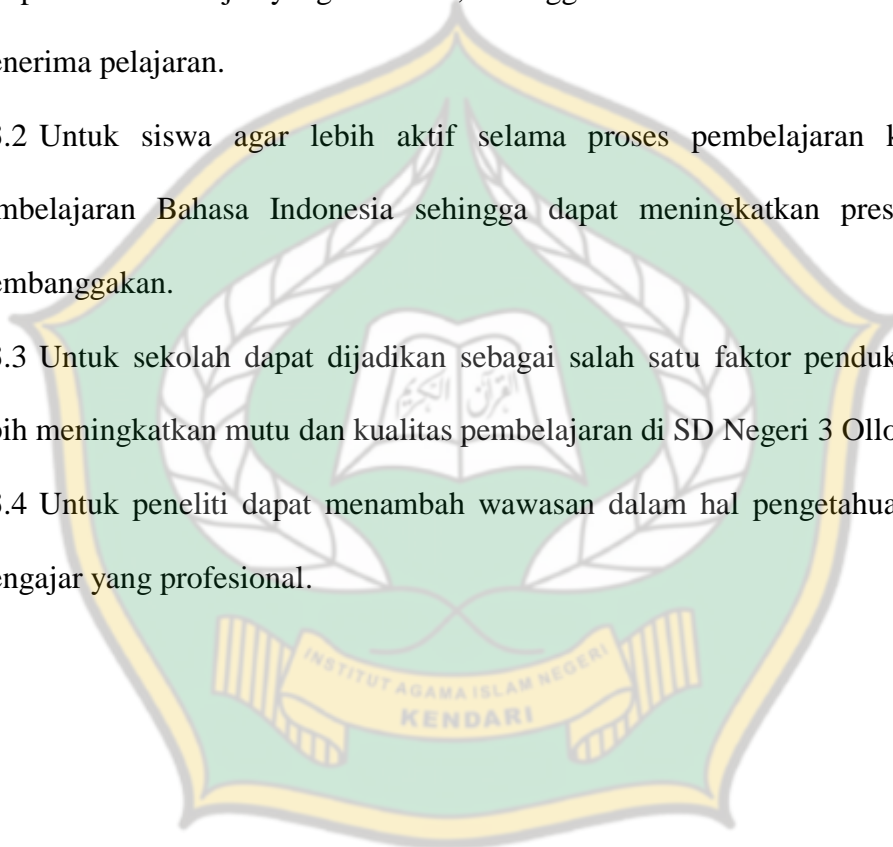 enerima pelajaran.
.2 Untuk siswa agar lebih aktif selama proses pembelajaran k
mbelajaran Bahasa Indonesia sehingga dapat meningkatkan pres
embanggakan.
.3 Untuk sekolah dapat dijadikan sebagai salah satu faktor penduk
bih meningkatkan mutu dan kualitas pembelajaran di SD Negeri 3 Ollo
.4 Untuk peneliti dapat menambah wawasan dalam hal pengetahua
engajar yang profesional.
القرآن الكريم
INSTITUT AGAMA ISLAM NEGERI
KENDARI